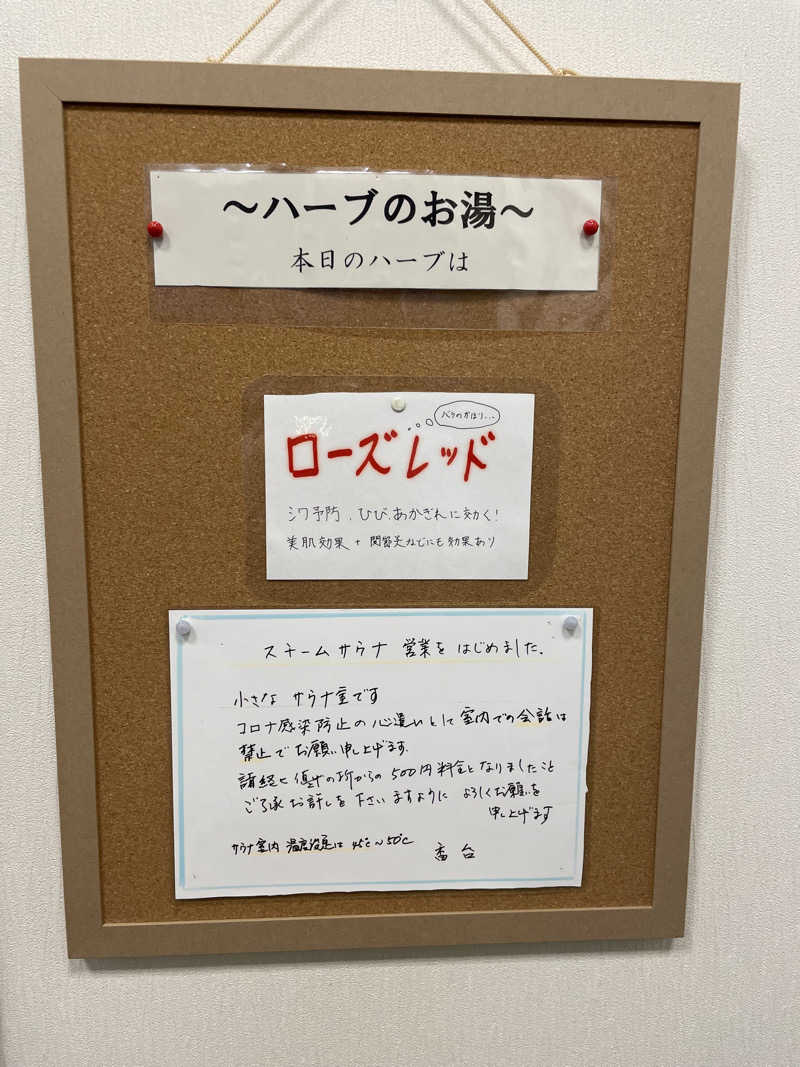 ～ハーブのお湯～
本日のハーブは
バラのかほり...
ローズレッド
シワ予防、ひび、あかぎれに効く!
美肌効果 + 関節炎などにも効果あり
スチームサウナ 営業をはじめました.
小さな サウナ室です
コロナ感染防止の心遣いとして室内での会話は
禁止でお願い申し上げます.
諸経 の折からの 500円料金となりましたこと
ご了承お許しを下さいますように よろしくお願いを
申し上げます
サウナ室内 温度設定は 45℃～50℃
番台